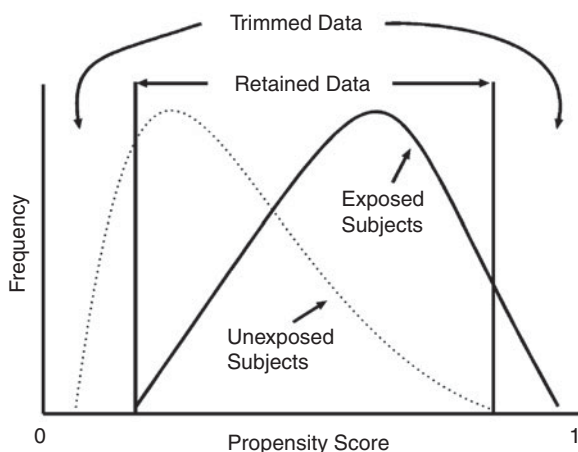 Trimmed Data
Retained Data
Frequency
Exposed
Subjects
Unexposed
Subjects
0
1
Propensity Score